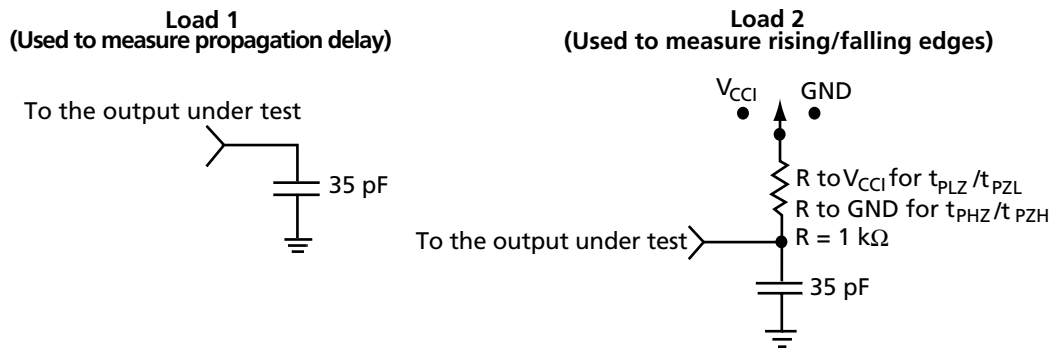 Load 1
(Used to measure propagation delay)
To the output under test
35 pF
Load 2
(Used to measure rising/falling edges)
VCCI
GND
R to VCCI for tPLZ /tPZL
R to GND for tPHZ/t PZH
R = 1 kΩ
To the output under test
35 pF